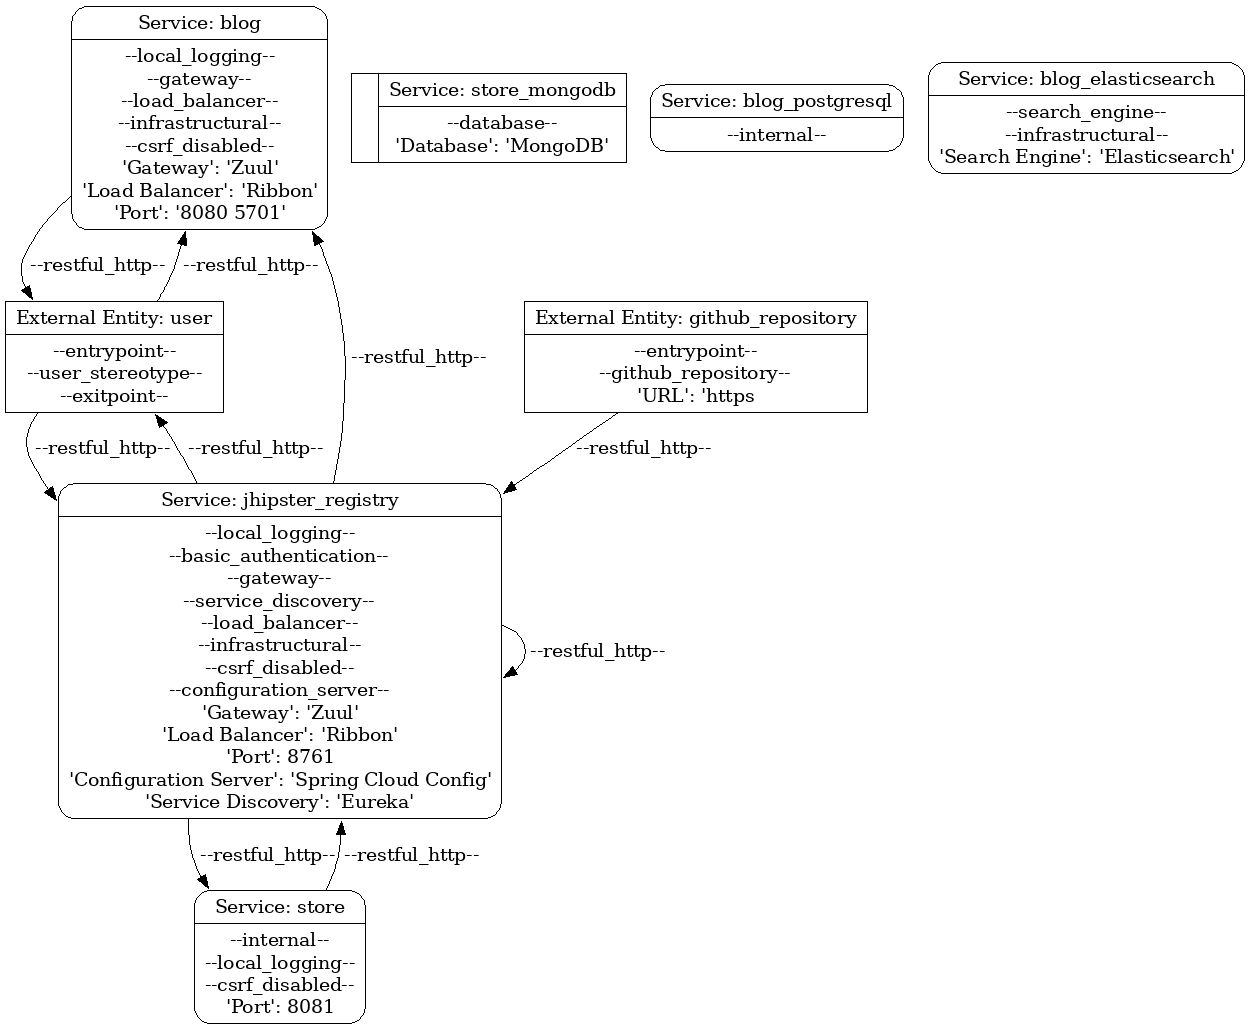 Service: blog
--local_logging--
--gateway--
--load_balancer--
--infrastructural--
--csrf_disabled--
'Gateway': 'Zuul'
'Load Balancer': 'Ribbon'
'Port': '8080 5701'
Service: store_mongodb
--database--
'Database': 'MongoDB'
Service: blog_postgresql
--internal--
Service: blog_elasticsearch
--search_engine--
--infrastructural--
'Search Engine': 'Elasticsearch'
--restful_http--
--restful_http--
External Entity: user
--entrypoint--
--user_stereotype--
--exitpoint--
--restful_http--
External Entity: github_repository
--entrypoint--
--github_repository--
'URL': 'https
--restful_http--
--restful_http--
--restful_http--
Service: jhipster_registry
--local_logging--
--basic_authentication--
--gateway--
--service_discovery--
--load_balancer--
--infrastructural--
--csrf_disabled--
--configuration_server--
'Gateway': 'Zuul'
'Load Balancer': 'Ribbon'
'Port': 8761
'Configuration Server': 'Spring Cloud Config'
'Service Discovery': 'Eureka'
--restful_http--
--restful_http--
--restful_http--
Service: store
--internal--
--local_logging--
--csrf_disabled--
'Port': 8081